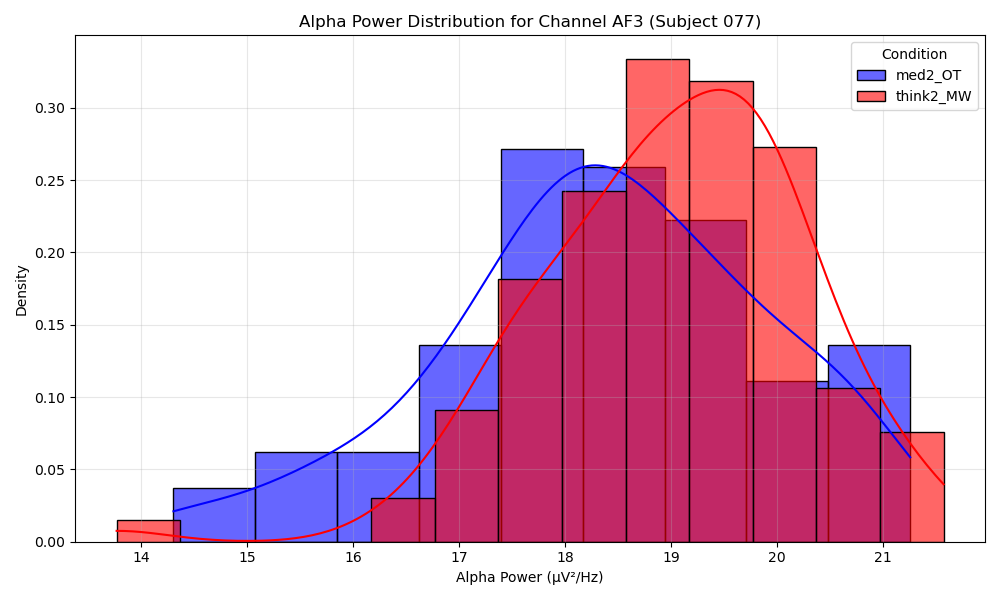 Alpha Power Distribution for Channel AF3 (Subject 077)
Condition
med2_OT
think2_MW
Density
0.30
0.25
0.20
0.15
0.10
0.05
0.00
14 15 16 17 18 19 20 21
Alpha Power (μV²/Hz)